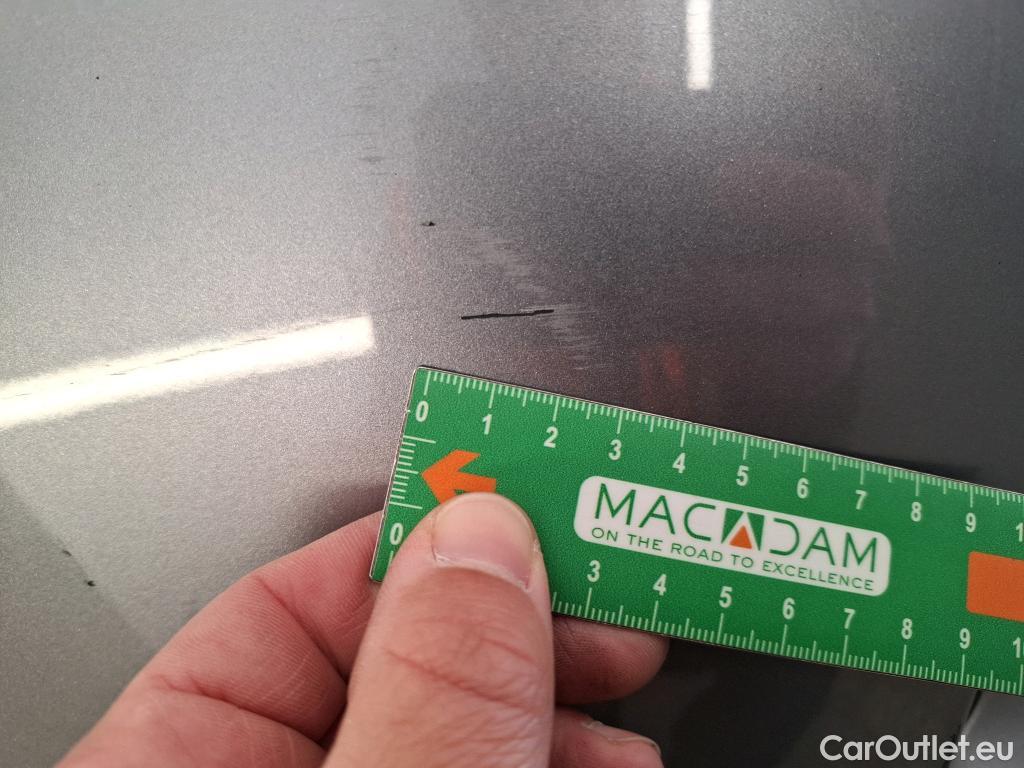 0 1 2 3 4 5 6 7 8 9
MACADAM
ON THE ROAD TO EXCELLENCE
0 3 4 5 6 7 8 9
CarOutlet.eu